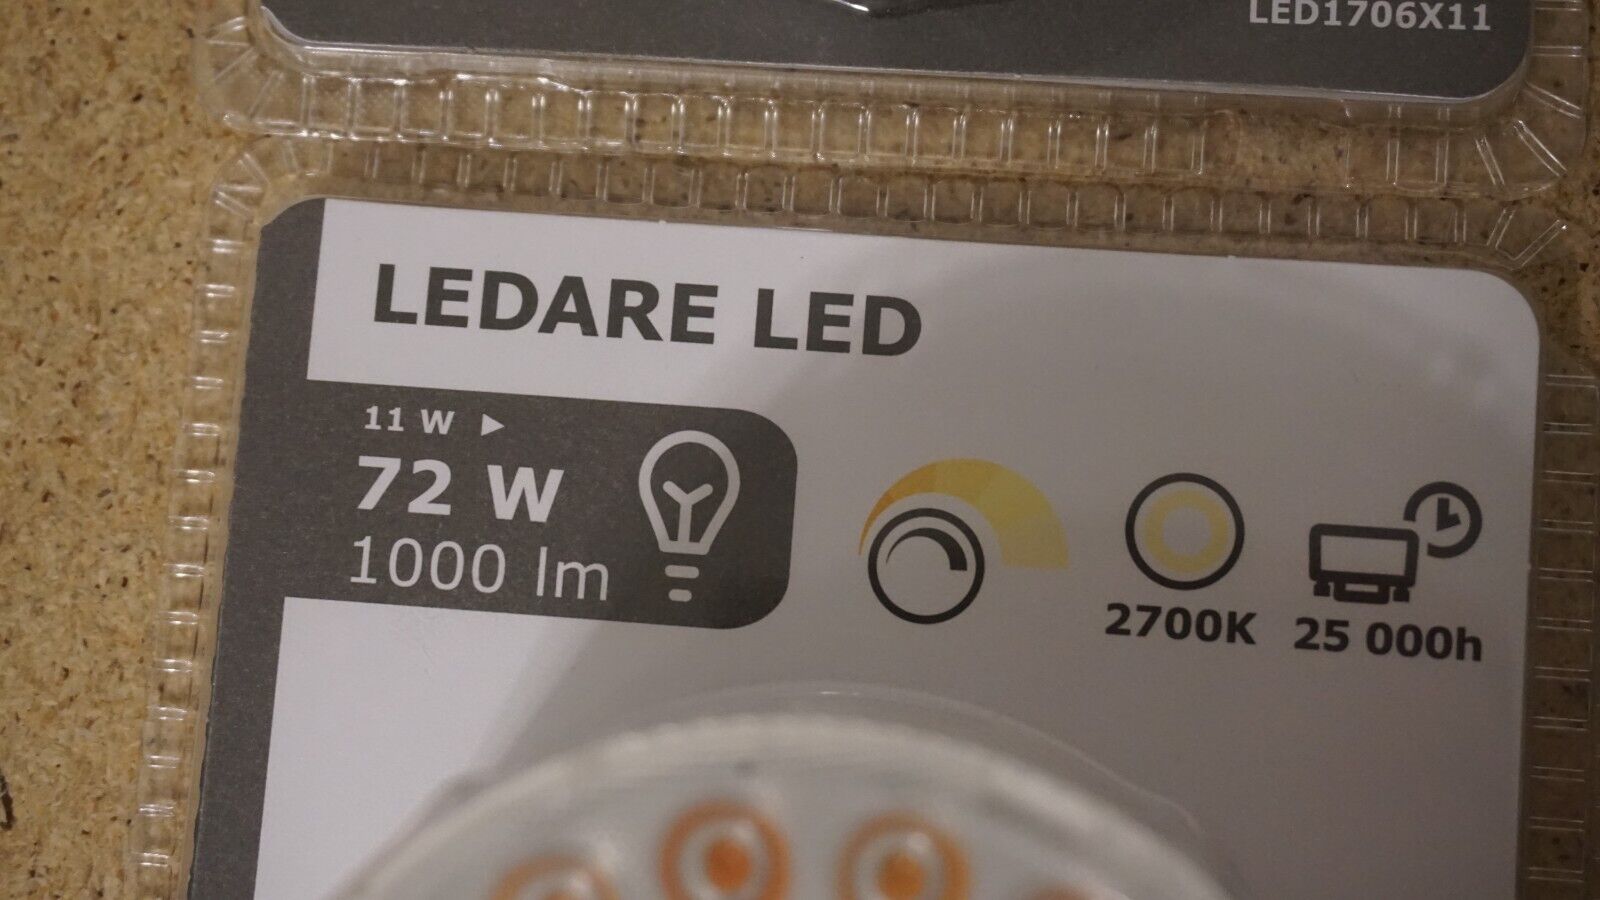 LED1706X11
LEDARE LED
11 W ▶
72 W
1000 lm
2700K
25 000h